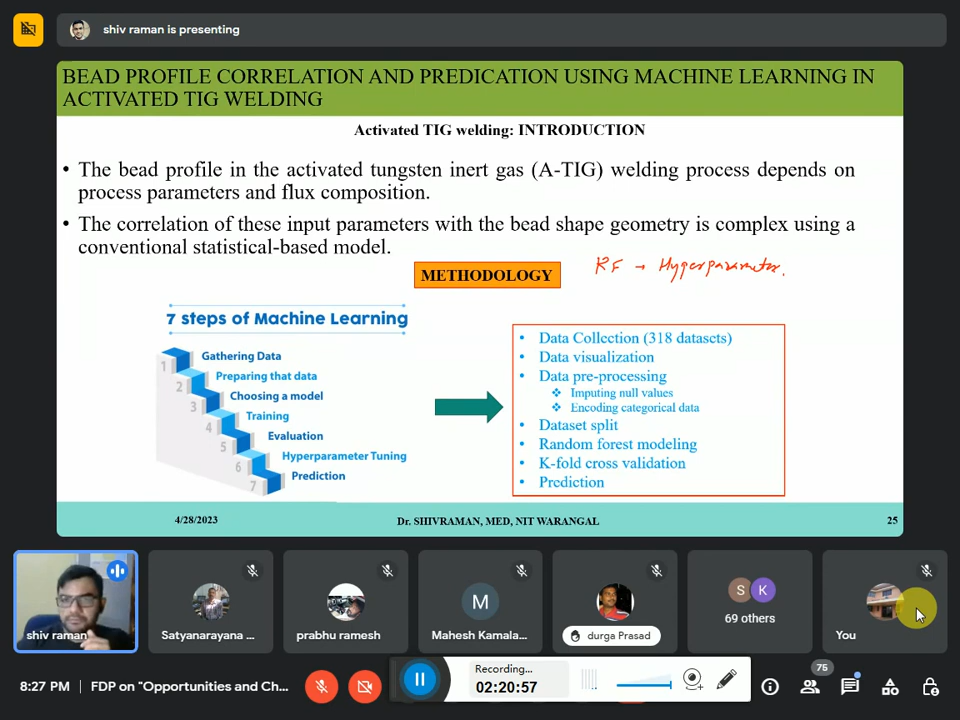 shiv raman is presenting
BEAD PROFILE CORRELATION AND PREDICATION USING MACHINE LEARNING IN
ACTIVATED TIG WELDING
Activated TIG welding: INTRODUCTION
• The bead profile in the activated tungsten inert gas (A-TIG) welding process depends on
process parameters and flux composition.
• The correlation of these input parameters with the bead shape geometry is complex using a
conventional statistical-based model.
METHODOLOGY
RF → Hyperparameter.
7 steps of Machine Learning
1 Gathering Data
2 Preparing that data
3 Choosing a model
4 Training
5 Evaluation
6 Hyperparameter Tuning
7 Prediction
• Data Collection (318 datasets)
• Data visualization
• Data pre-processing
❖ Imputing null values
❖ Encoding categorical data
• Dataset split
• Random forest modeling
• K-fold cross validation
• Prediction
4/28/2023 Dr. SHIVRAMAN, MED, NIT WARANGAL 25
M
S K
69 others
shiv raman
Satyanarayana ...
prabhu ramesh
Mahesh Kamala...
durga Prasad
You
8:27 PM | FDP on "Opportunities and Ch...
Recording...
02:20:57
75